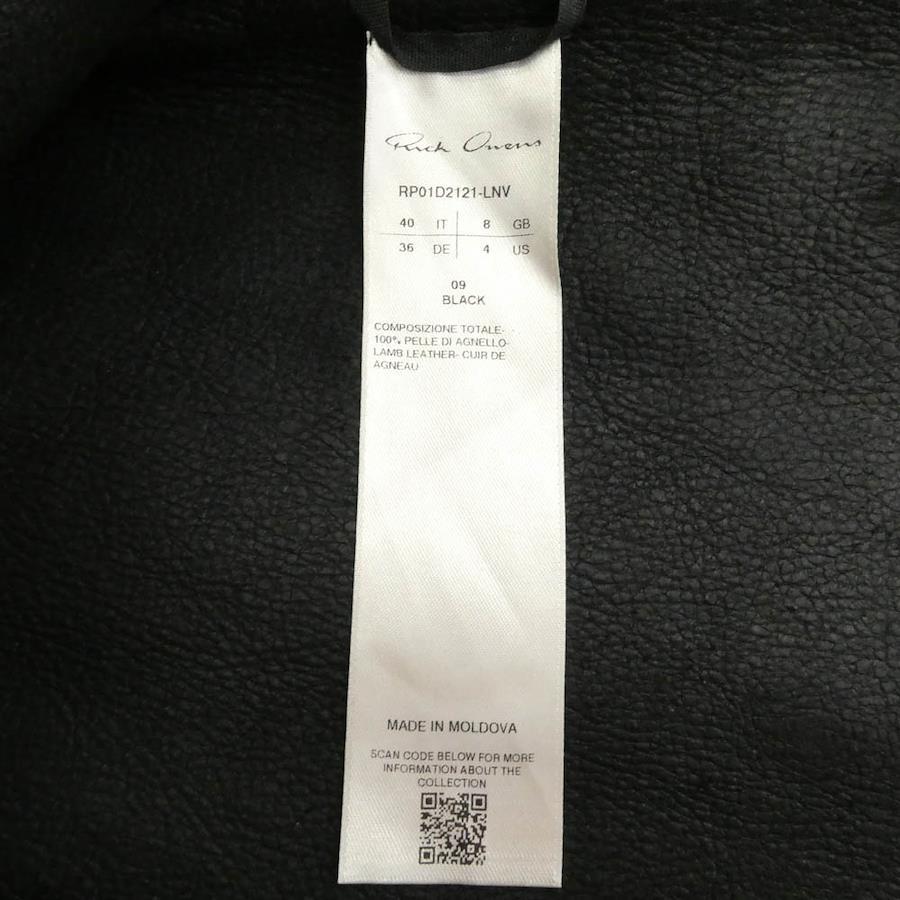 Rick Owens
RP01D2121-LNV
40 IT 8 GB
36 DE 4 US
09
BLACK
COMPOSIZIONE TOTALE-
100% PELLE DI AGNELLO-
LAMB LEATHER- CUIR DE
AGNEAU
MADE IN MOLDOVA
SCAN CODE BELOW FOR MORE
INFORMATION ABOUT THE
COLLECTION